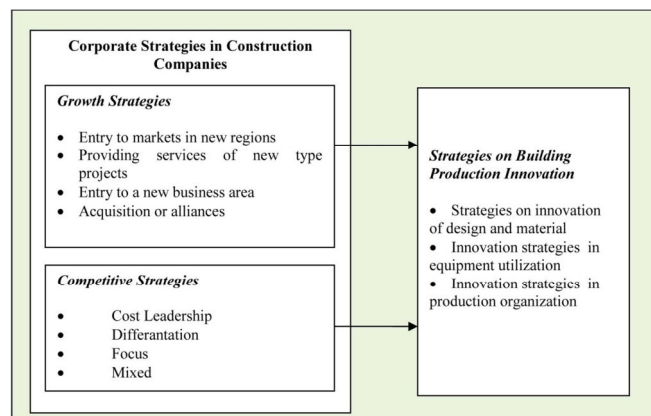 Corporate Strategies in Construction
Companies
Growth Strategies
• Entry to markets in new regions
• Providing services of new type
projects
• Entry to a new business area
• Acquisition or alliances
Competitive Strategies
• Cost Leadership
• Differantation
• Focus
• Mixed
Strategies on Building
Production Innovation
• Strategies on innovation
of design and material
• Innovation strategies in
equipment utilization
• Innovation strategies in
production organization